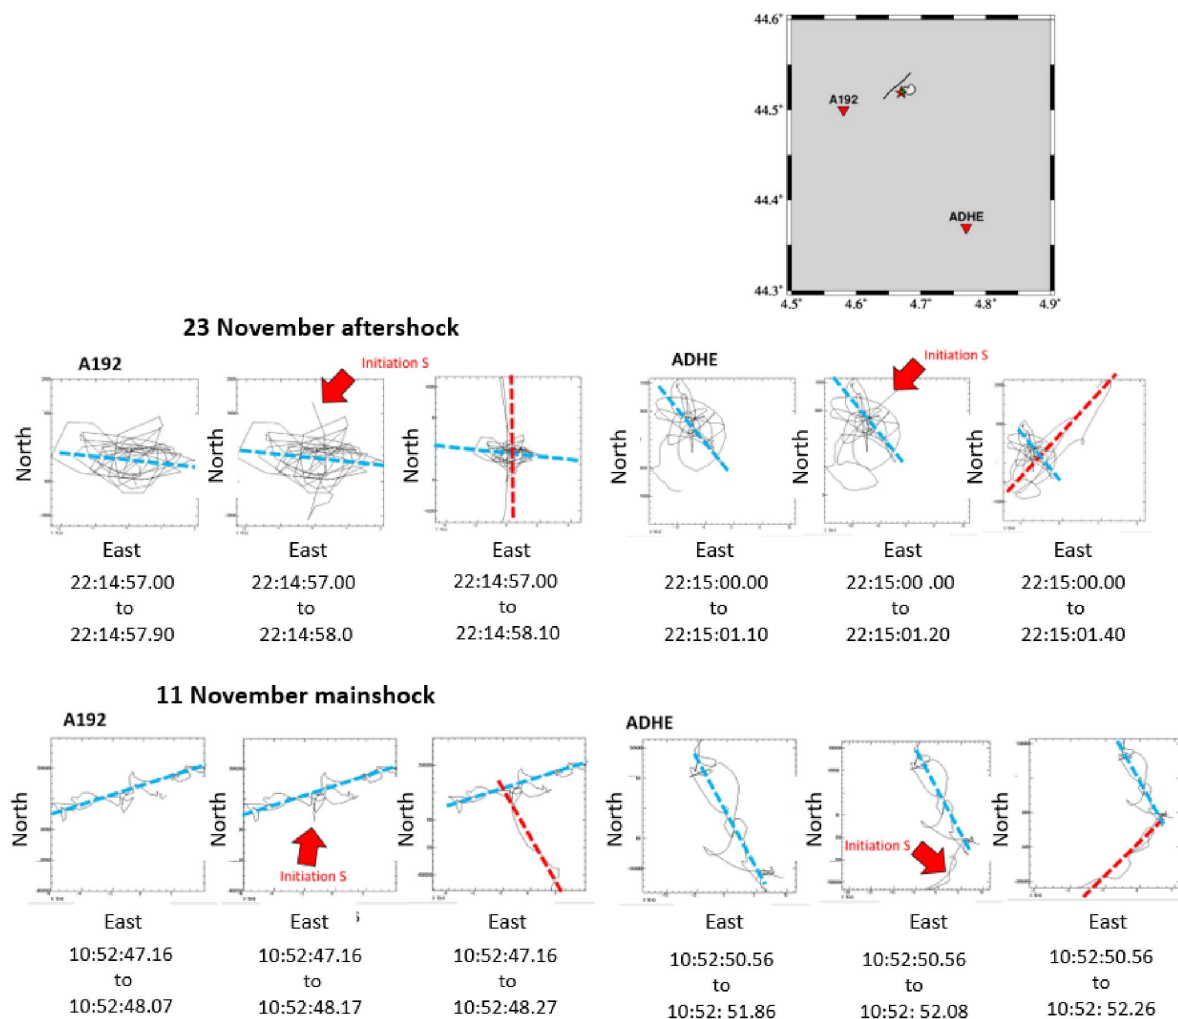 44.6°
44.5°
44.4°
44.3°
A192
ADHE
4.5°
4.6°
4.7°
4.8°
4.9°
23 November aftershock
A192
Initiation S
ADHE
Initiation S
North
North
North
North
North
North
East
East
East
East
East
East
22:14:57.00
to
22:14:57.90
22:14:57.00
to
22:14:58.0
22:14:57.00
to
22:14:58.10
22:15:00.00
to
22:15:01.10
22:15:00 .00
to
22:15:01.20
22:15:00.00
to
22:15:01.40
11 November mainshock
A192
ADHE
Initiation S
Initiation S
North
North
North
North
North
North
East
East
East
East
East
East
10:52:47.16
to
10:52:48.07
10:52:47.16
to
10:52:48.17
10:52:47.16
to
10:52:48.27
10:52:50.56
to
10:52: 51.86
10:52:50.56
to
10:52: 52.08
10:52:50.56
to
10:52: 52.26